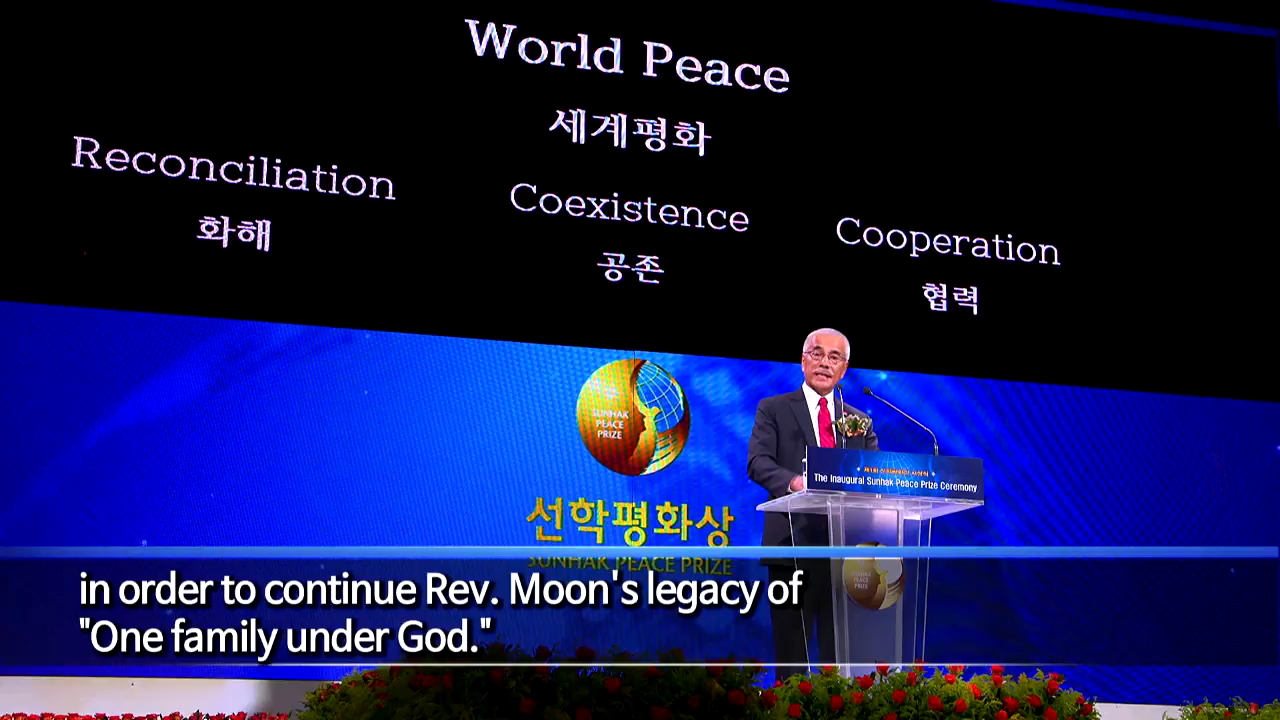 World Peace
세계평화
Reconciliation
화해
Coexistence
공존
Cooperation
협력
SUNHAK
PEACE
PRIZE
선학평화상
SUNHAK PEACE PRIZE
The Inaugural Sunhak Peace Prize Ceremony
in order to continue Rev. Moon's legacy of
"One family under God."